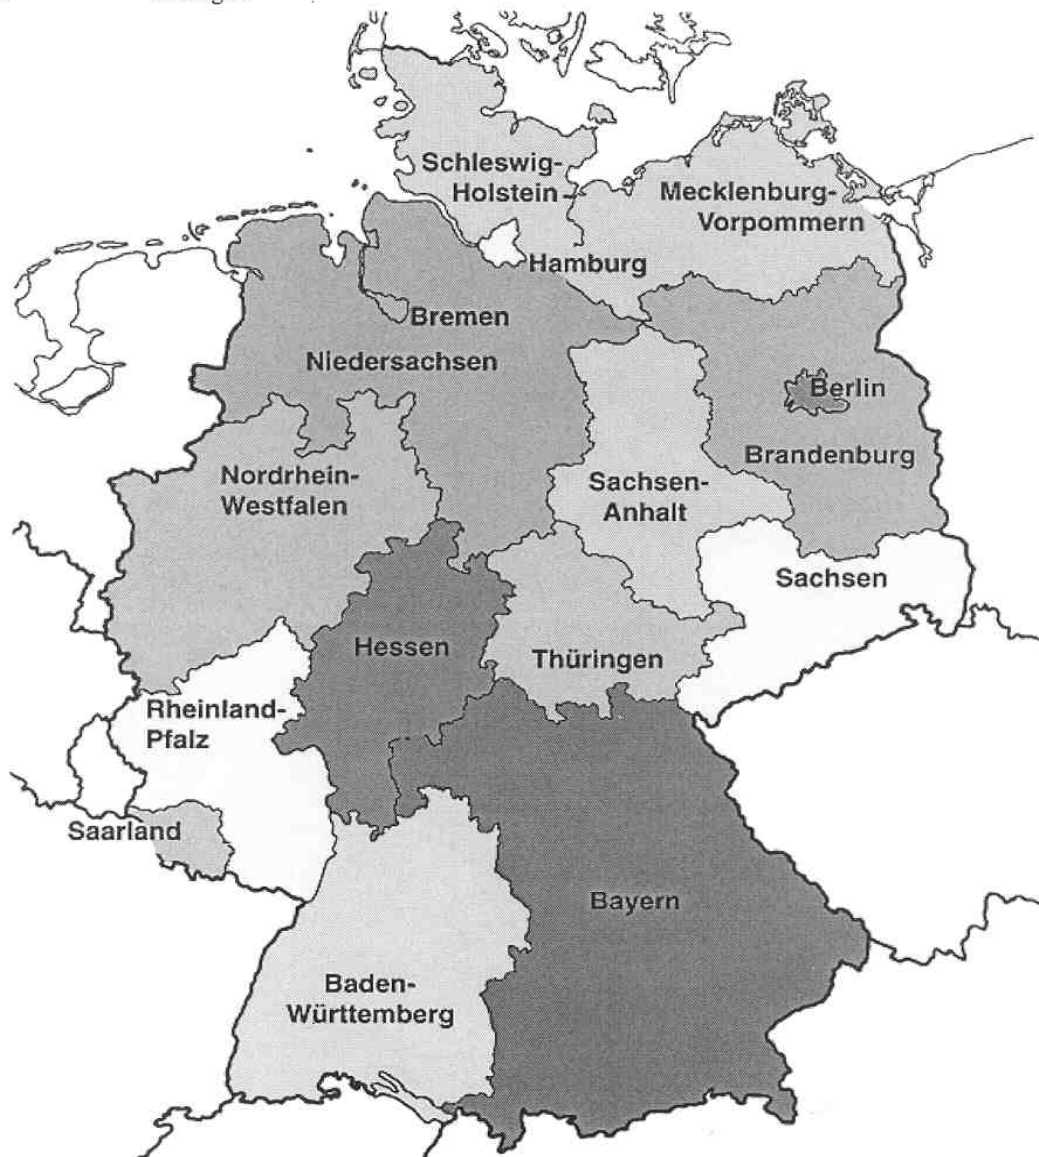 Schleswig-
Holstein
Mecklenburg-
Vorpommern
Hamburg
Bremen
Niedersachsen
Berlin
Brandenburg
Nordrhein-
Westfalen
Sachsen-
Anhalt
Sachsen
Hessen
Thüringen
Rheinland-
Pfalz
Saarland
Bayern
Baden-
Württemberg